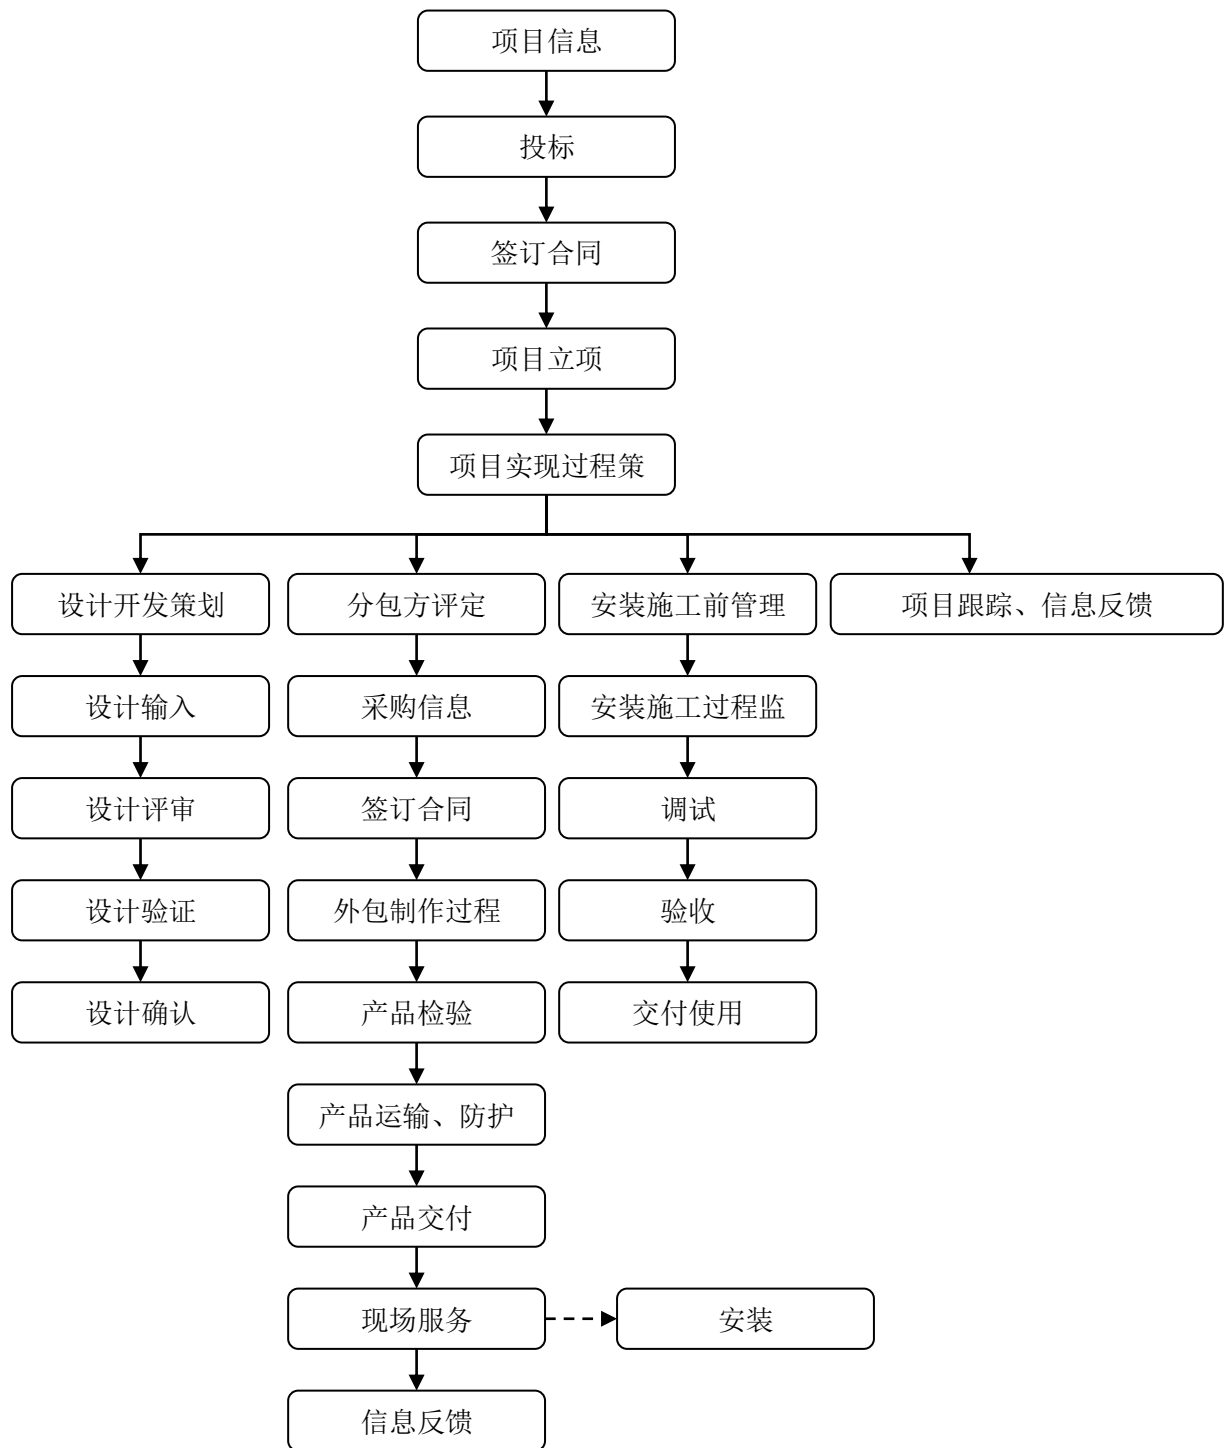 项目信息
投标
签订合同
项目立项
项目实现过程策
设计开发策划
分包方评定
安装施工前管理
项目跟踪、信息反馈
设计输入
采购信息
安装施工过程监
设计评审
签订合同
调试
设计验证
外包制作过程
验收
设计确认
产品检验
交付使用
产品运输、防护
产品交付
现场服务
安装
信息反馈